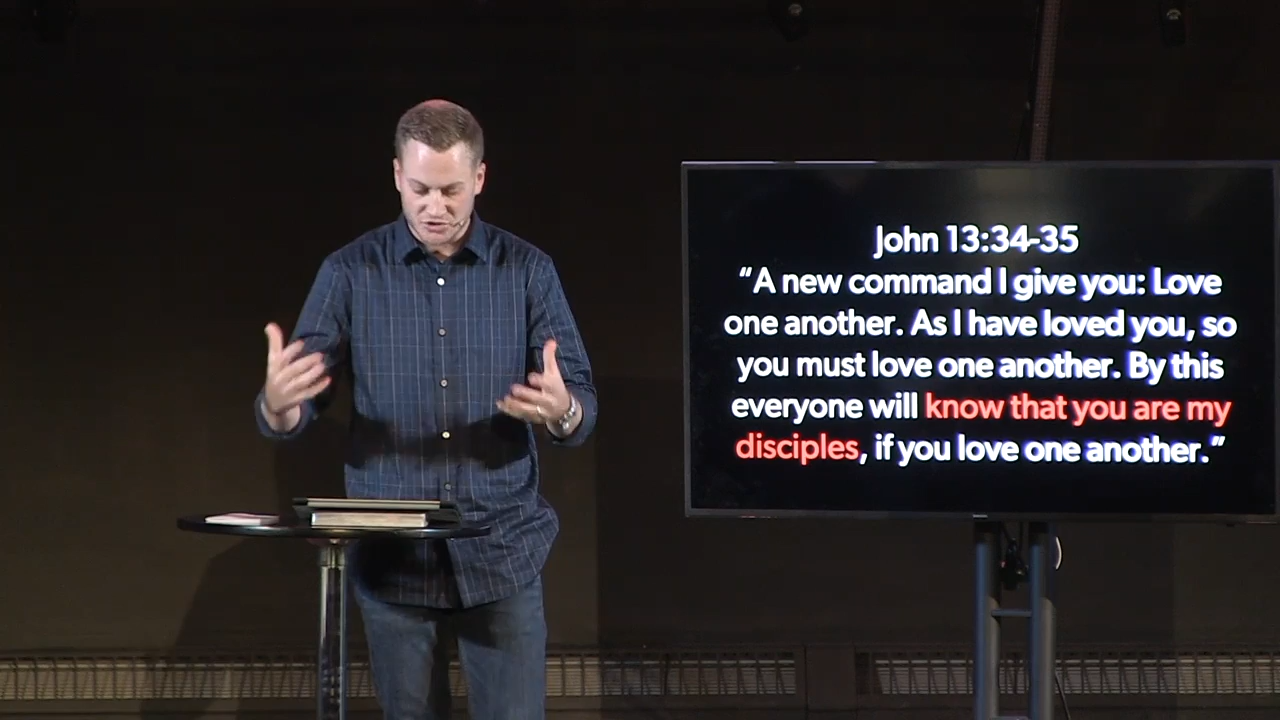 John 13:34-35
“A new command I give you: Love
one another. As I have loved you, so
you must love one another. By this
everyone will know that you are my
disciples, if you love one another.”